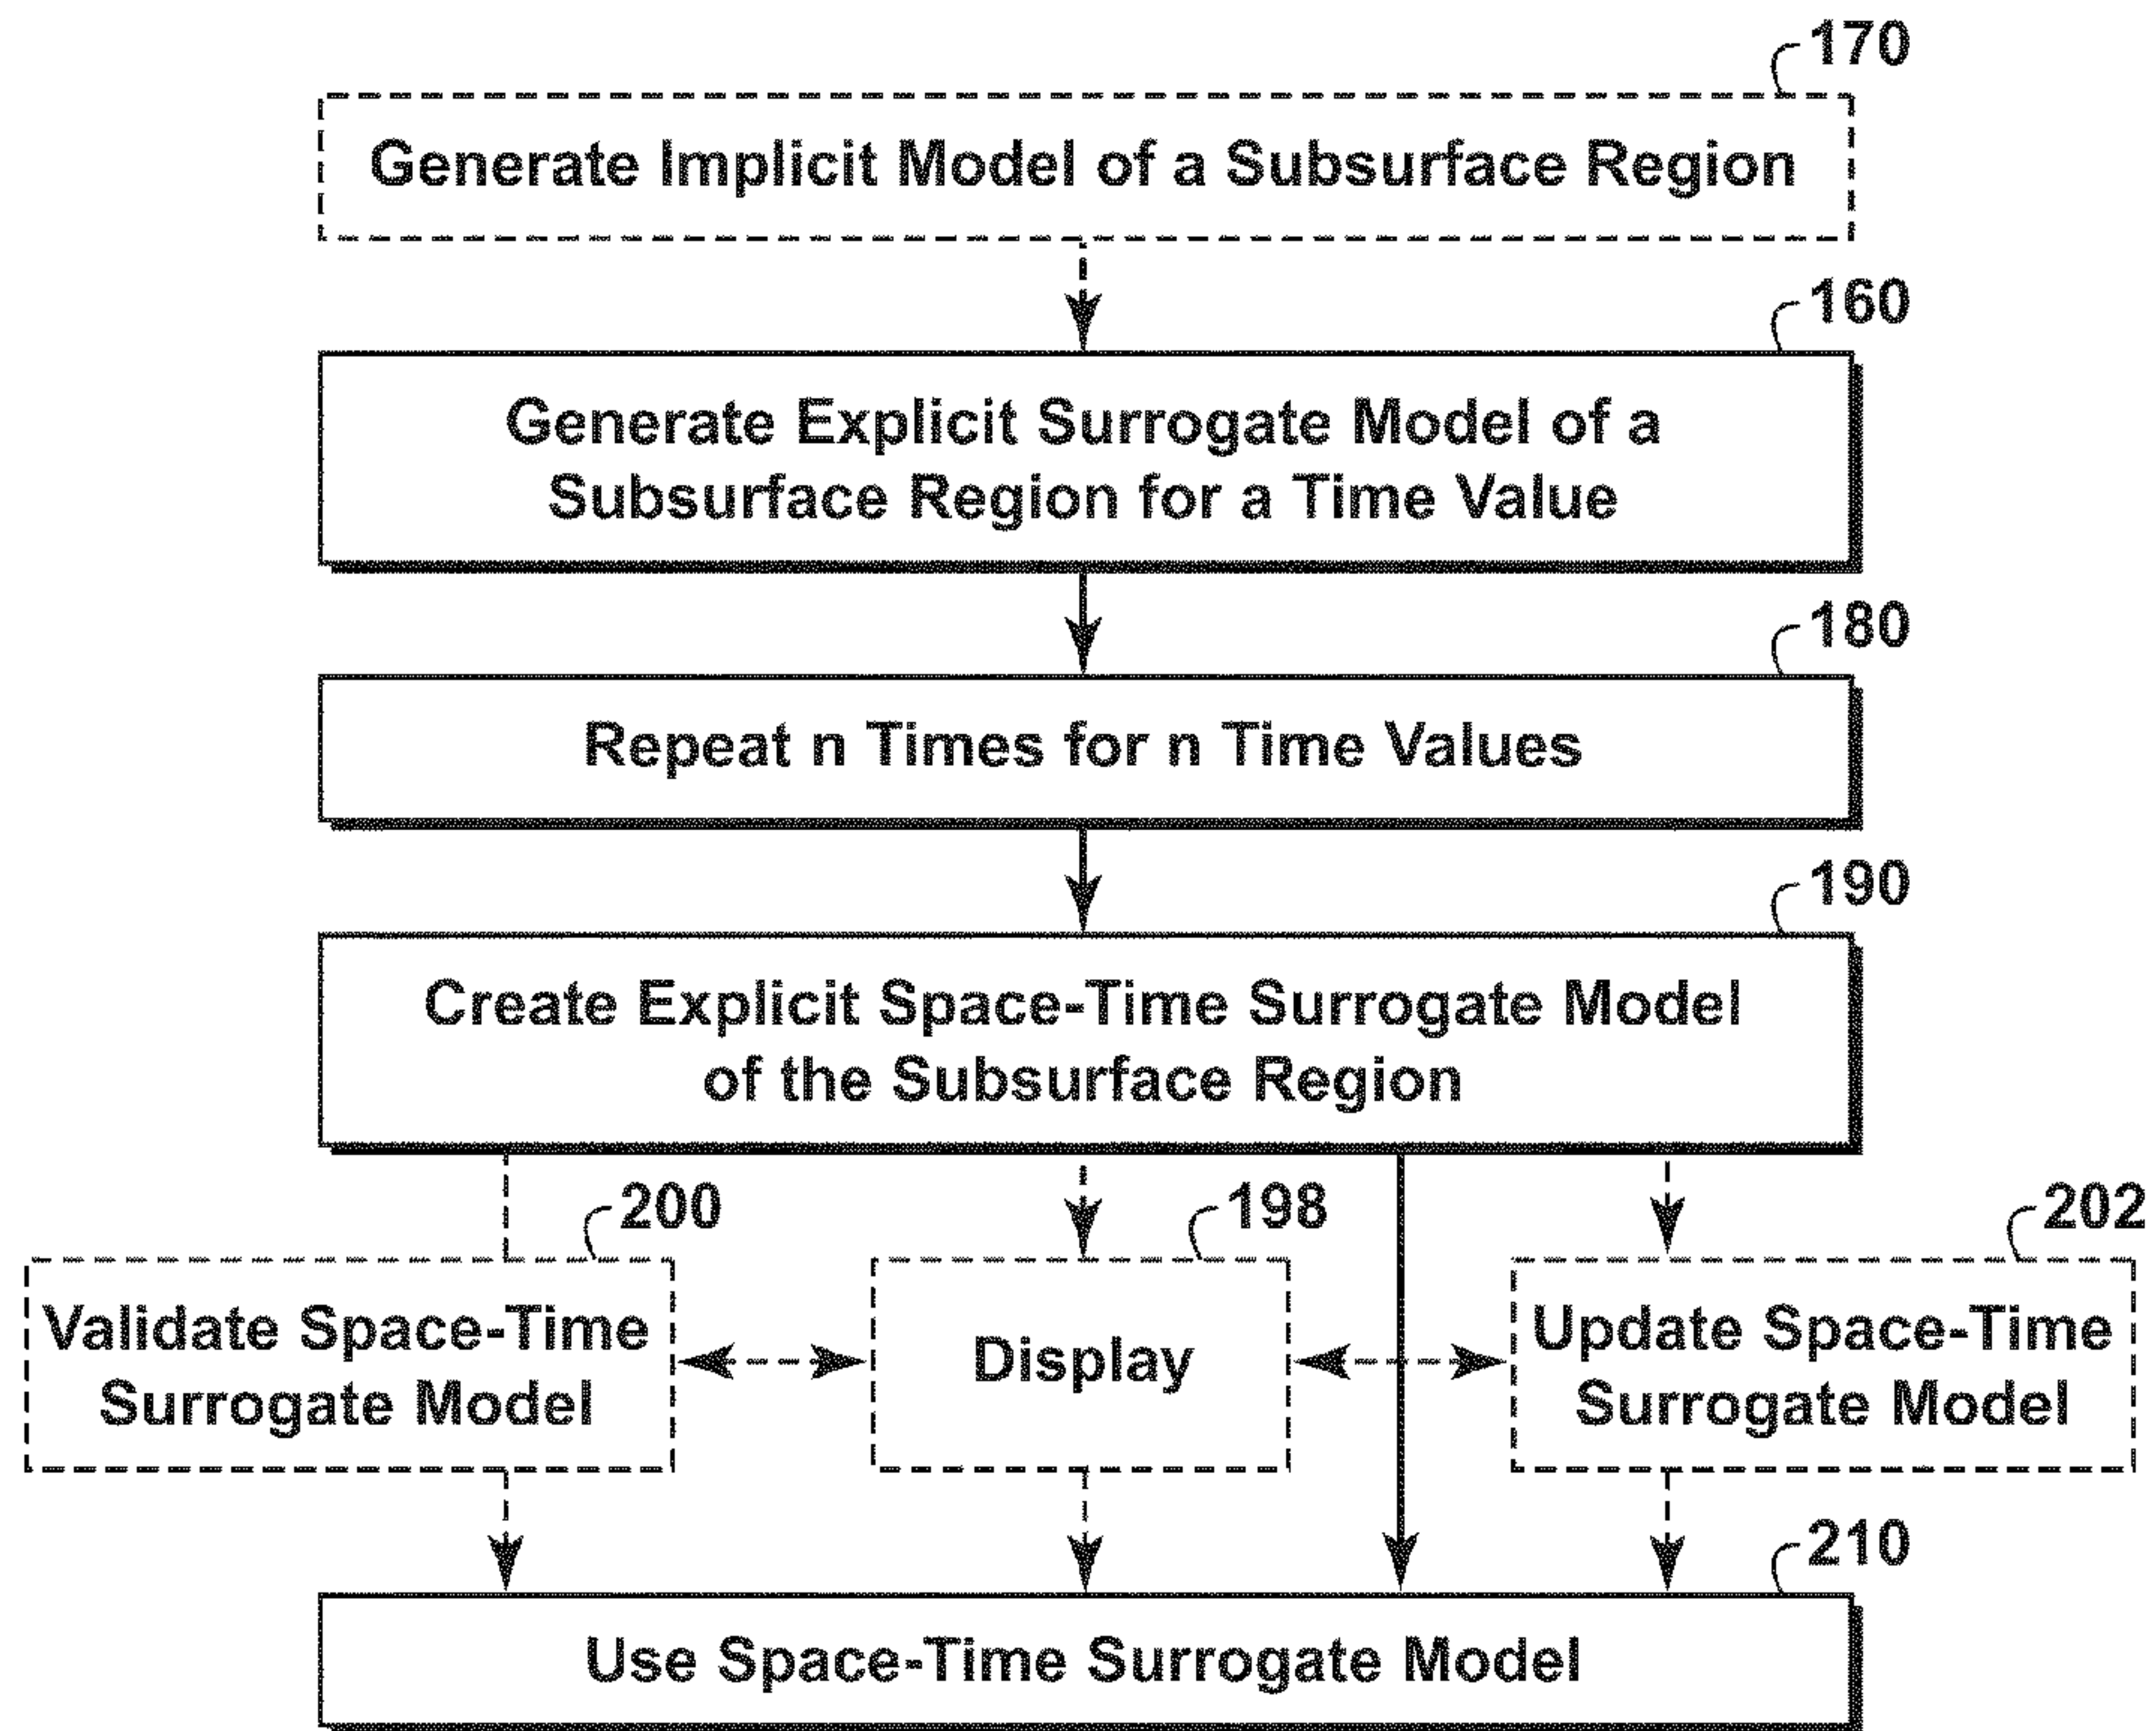 170
Generate Implicit Model of a Subsurface Region
160
Generate Explicit Surrogate Model of a
Subsurface Region for a Time Value
180
Repeat n Times for n Time Values
190
Create Explicit Space-Time Surrogate Model
of the Subsurface Region
200
Validate Space-Time
Surrogate Model
198
Display
202
Update Space-Time
Surrogate Model
210
Use Space-Time Surrogate Model